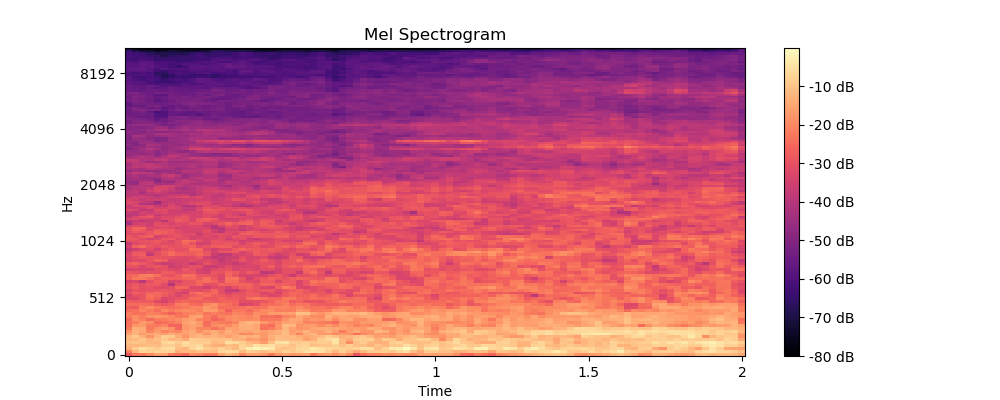 Mel Spectrogram
8192
4096
2048
1024
512
0
Hz
0
0.5
1
1.5
2
Time
-10 dB
-20 dB
-30 dB
-40 dB
-50 dB
-60 dB
-70 dB
-80 dB